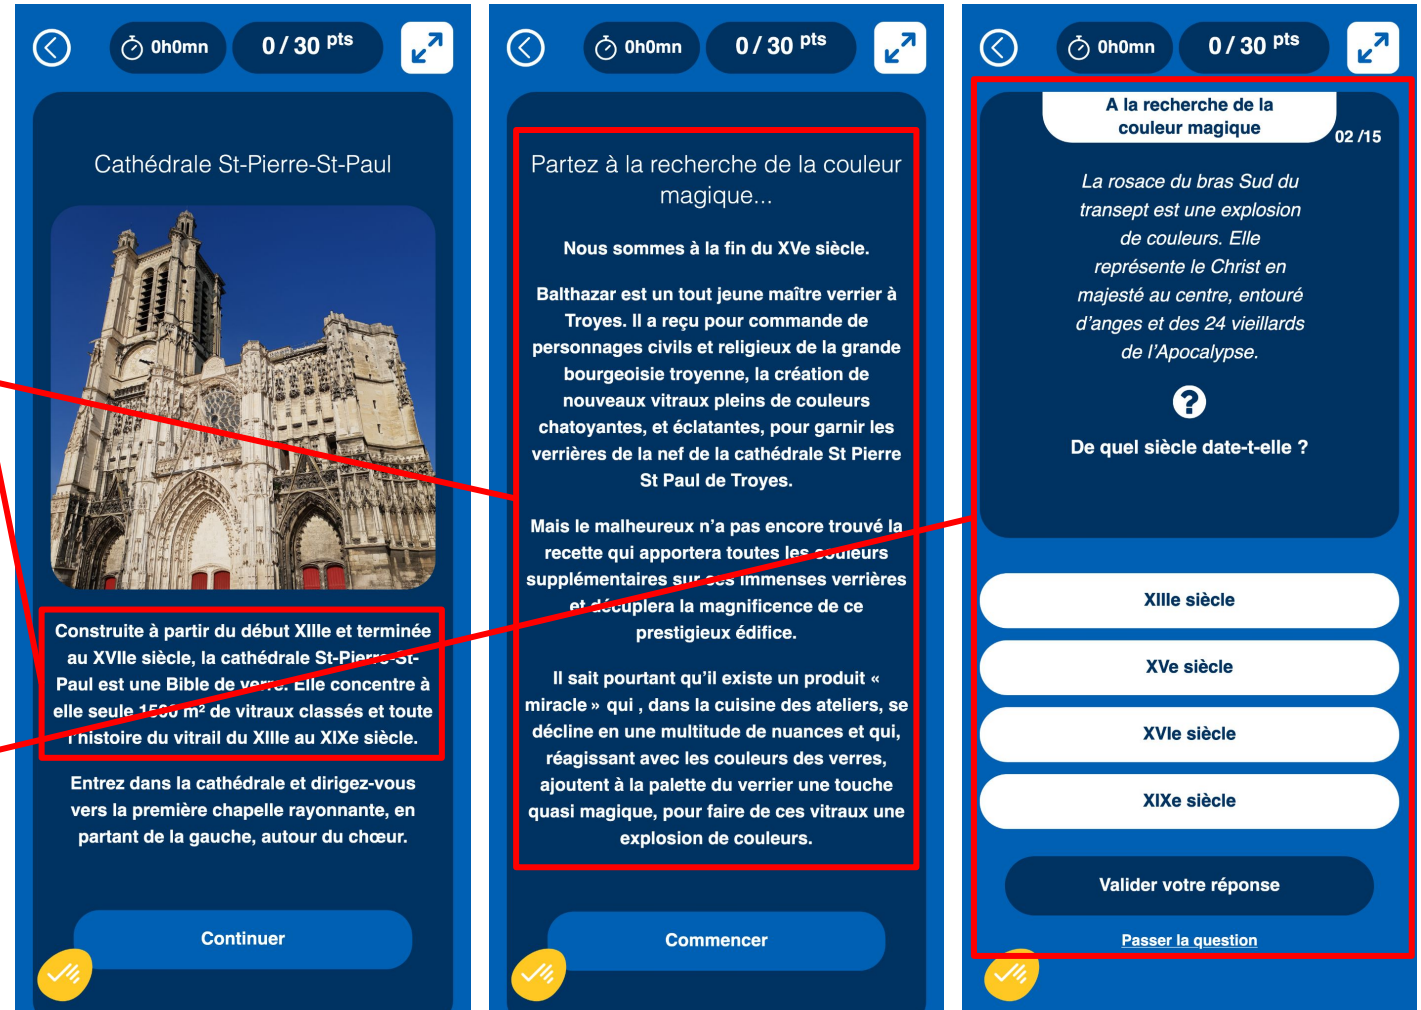 0h0mn
0 / 30 pts
Cathédrale St-Pierre-St-Paul
Construite à partir du début XIIIe et terminée
au XVIIe siècle, la cathédrale St-Pierre-St-
Paul est une Bible de verre. Elle concentre à
elle seule 1500 m² de vitraux classés et toute
l'histoire du vitrail du XIIIe au XIXe siècle.
Entrez dans la cathédrale et dirigez-vous
vers la première chapelle rayonnante, en
partant de la gauche, autour du chœur.
Continuer
0h0mn
0 / 30 pts
Partez à la recherche de la couleur
magique...
Nous sommes à la fin du XVe siècle.
Balthazar est un tout jeune maître verrier à
Troyes. Il a reçu pour commande de
personnages civils et religieux de la grande
bourgeoisie troyenne, la création de
nouveaux vitraux pleins de couleurs
chatoyantes, et éclatantes, pour garnir les
verrières de la nef de la cathédrale St Pierre
St Paul de Troyes.
Mais le malheureux n'a pas encore trouvé la
recette qui apportera toutes les couleurs
supplémentaires sur ses immenses verrières
et décuplera la magnificence de ce
prestigieux édifice.
Il sait pourtant qu'il existe un produit «
miracle » qui , dans la cuisine des ateliers, se
décline en une multitude de nuances et qui,
réagissant avec les couleurs des verres,
ajoutent à la palette du verrier une touche
quasi magique, pour faire de ces vitraux une
explosion de couleurs.
Commencer
0h0mn
0 / 30 pts
A la recherche de la
couleur magique
02 /15
La rosace du bras Sud du
transept est une explosion
de couleurs. Elle
représente le Christ en
majesté au centre, entouré
d'anges et des 24 vieillards
de l'Apocalypse.
?
De quel siècle date-t-elle ?
XIIIe siècle
XVe siècle
XVIe siècle
XIXe siècle
Valider votre réponse
Passer la question